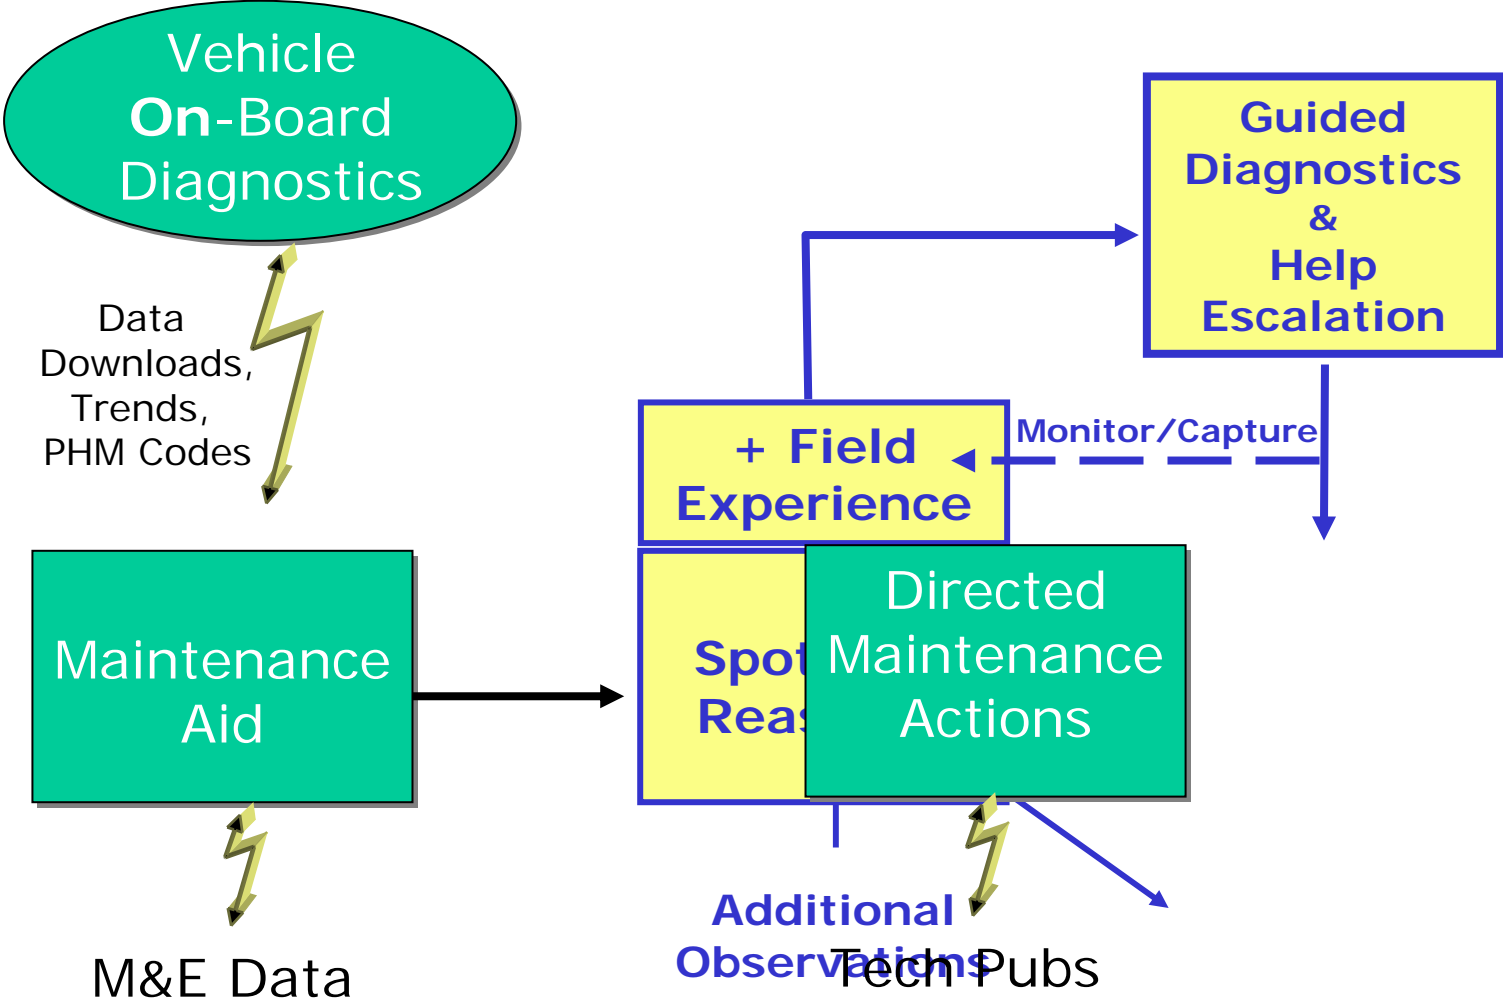 Vehicle
On-Board
Diagnostics
Guided
Diagnostics
&
Help
Escalation
Data
Downloads,
Trends,
PHM Codes
+ Field
Experience
Monitor/Capture
Maintenance
Aid
Directed
Maintenance
Actions
Additional
Observations
Tech Pubs
M&E Data